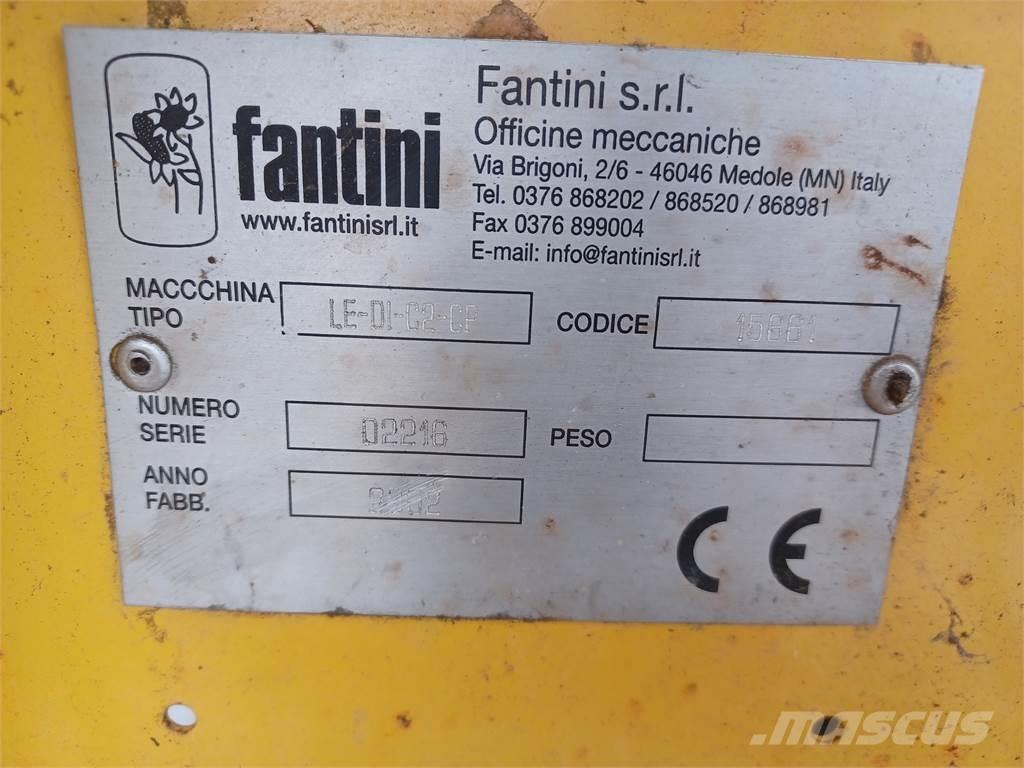 fantini
www.fantinisrl.it
Fantini s.r.l.
Officine meccaniche
Via Brigoni, 2/6 - 46046 Medole (MN) Italy
Tel. 0376 868202 / 868520 / 868981
Fax 0376 899004
E-mail: info@fantinisrl.it
MACCCHINA
TIPO
LE-DI-C2-CP
CODICE
NUMERO
SERIE
02216
PESO
ANNO
FABB.
CE
MASCUS